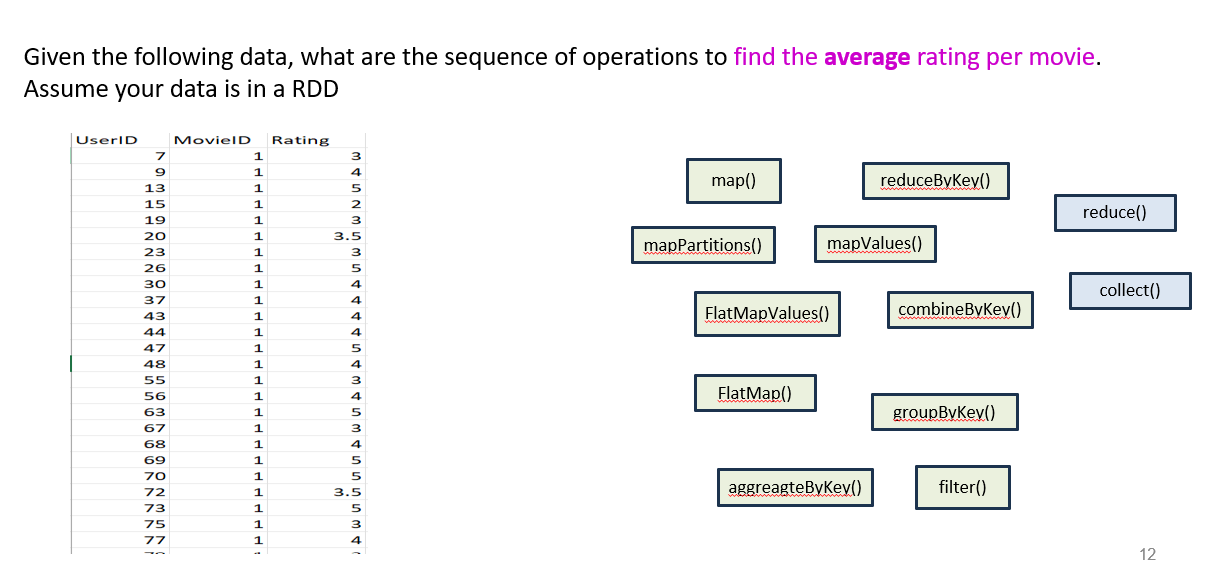 Given the following data, what are the sequence of operations to find the average rating per movie.
Assume your data is in a RDD
UserID MovieID Rating
7 1 3
9 1 4
13 1 5
15 1 2
19 1 3
20 1 3.5
23 1 3
26 1 5
30 1 4
37 1 4
43 1 4
44 1 4
47 1 5
48 1 4
55 1 3
56 1 4
63 1 5
67 1 3
68 1 4
69 1 5
70 1 5
72 1 3.5
73 1 5
75 1 3
77 1 4
map()
reduceByKey()
reduce()
mapPartitions()
mapValues()
collect()
FlatMapValues()
combineByKey()
FlatMap()
groupByKey()
aggreagteByKey()
filter()
12